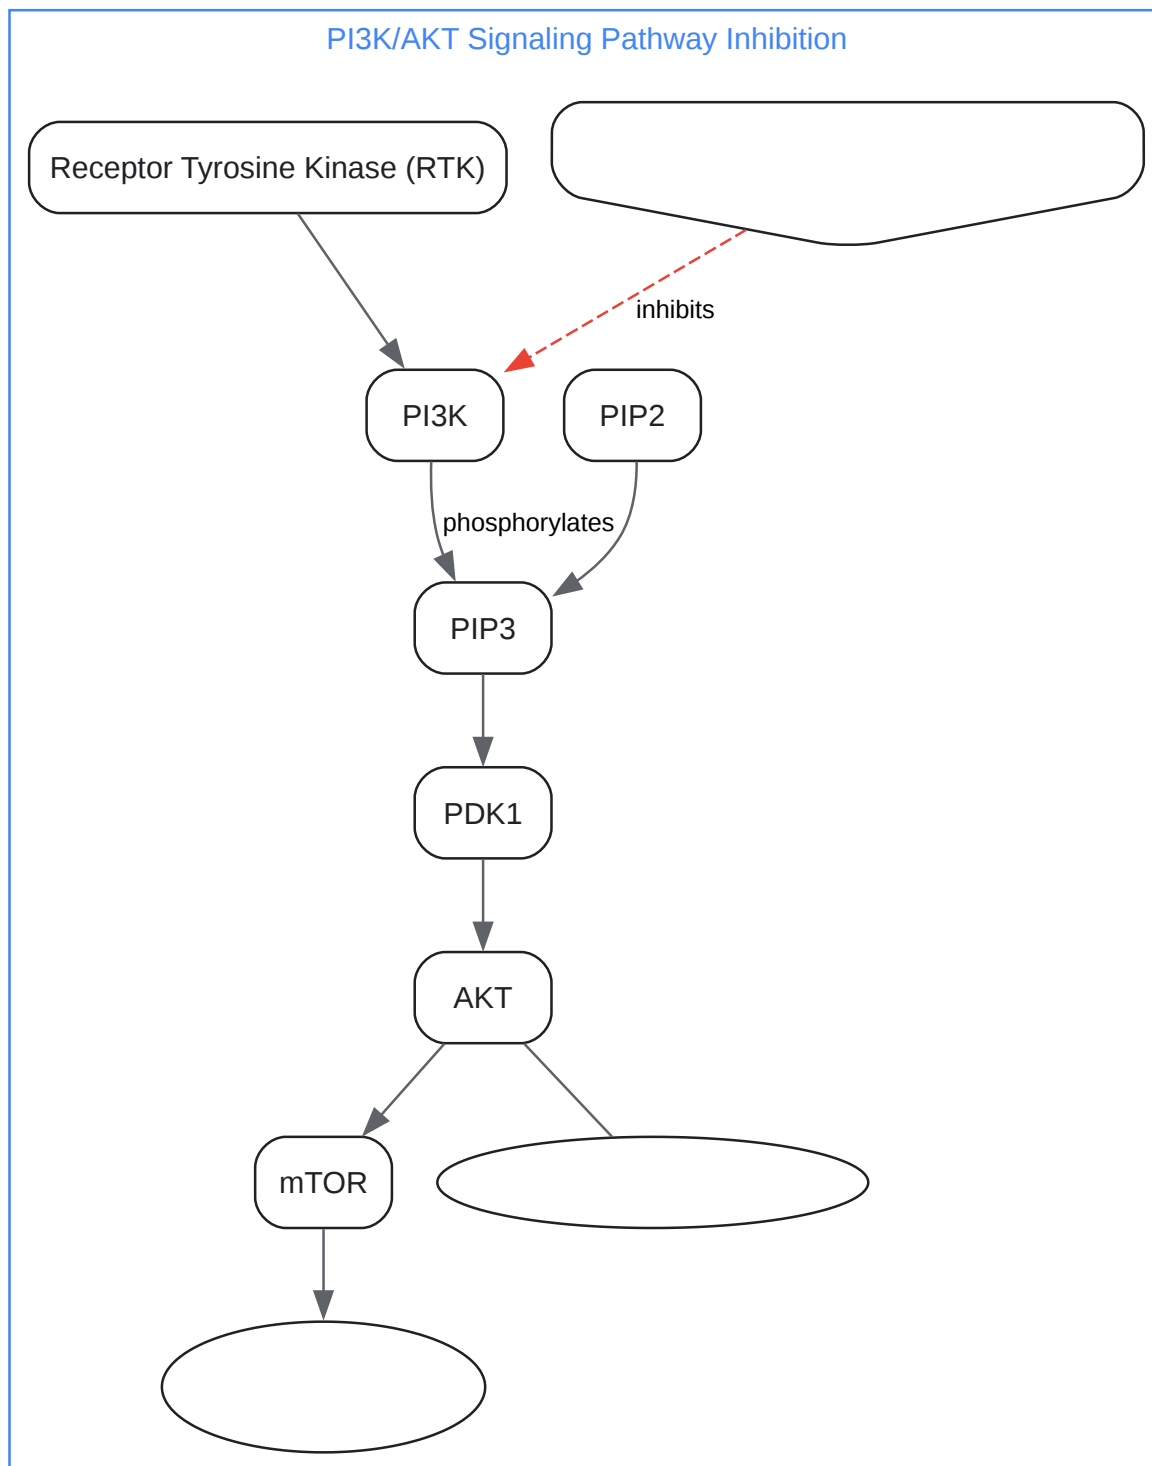 PI3K/AKT Signaling Pathway Inhibition
Receptor Tyrosine Kinase (RTK)
inhibits
PI3K
PIP2
phosphorylates
PIP3
PDK1
AKT
mTOR